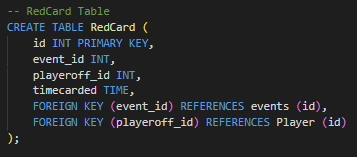 -- RedCard Table
CREATE TABLE RedCard (
    id INT PRIMARY KEY,
    event_id INT,
    playeroff_id INT,
    timecarded TIME,
    FOREIGN KEY (event_id) REFERENCES events (id),
    FOREIGN KEY (playeroff_id) REFERENCES Player (id)
);